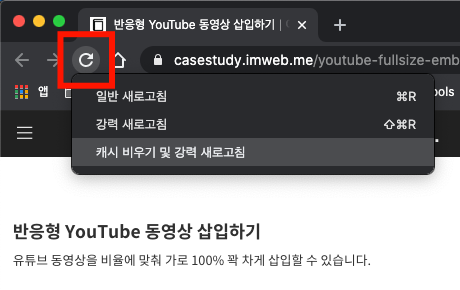 반응형 YouTube 동영상 삽입하기 |
casestudy.imweb.me/youtube-fullsize-emb
앱
ools
일반 새로고침 ⌘R
강력 새로고침 ⇧⌘R
캐시 비우기 및 강력 새로고침
반응형 YouTube 동영상 삽입하기
유튜브 동영상을 비율에 맞춰 가로 100% 꽉 차게 삽입할 수 있습니다.